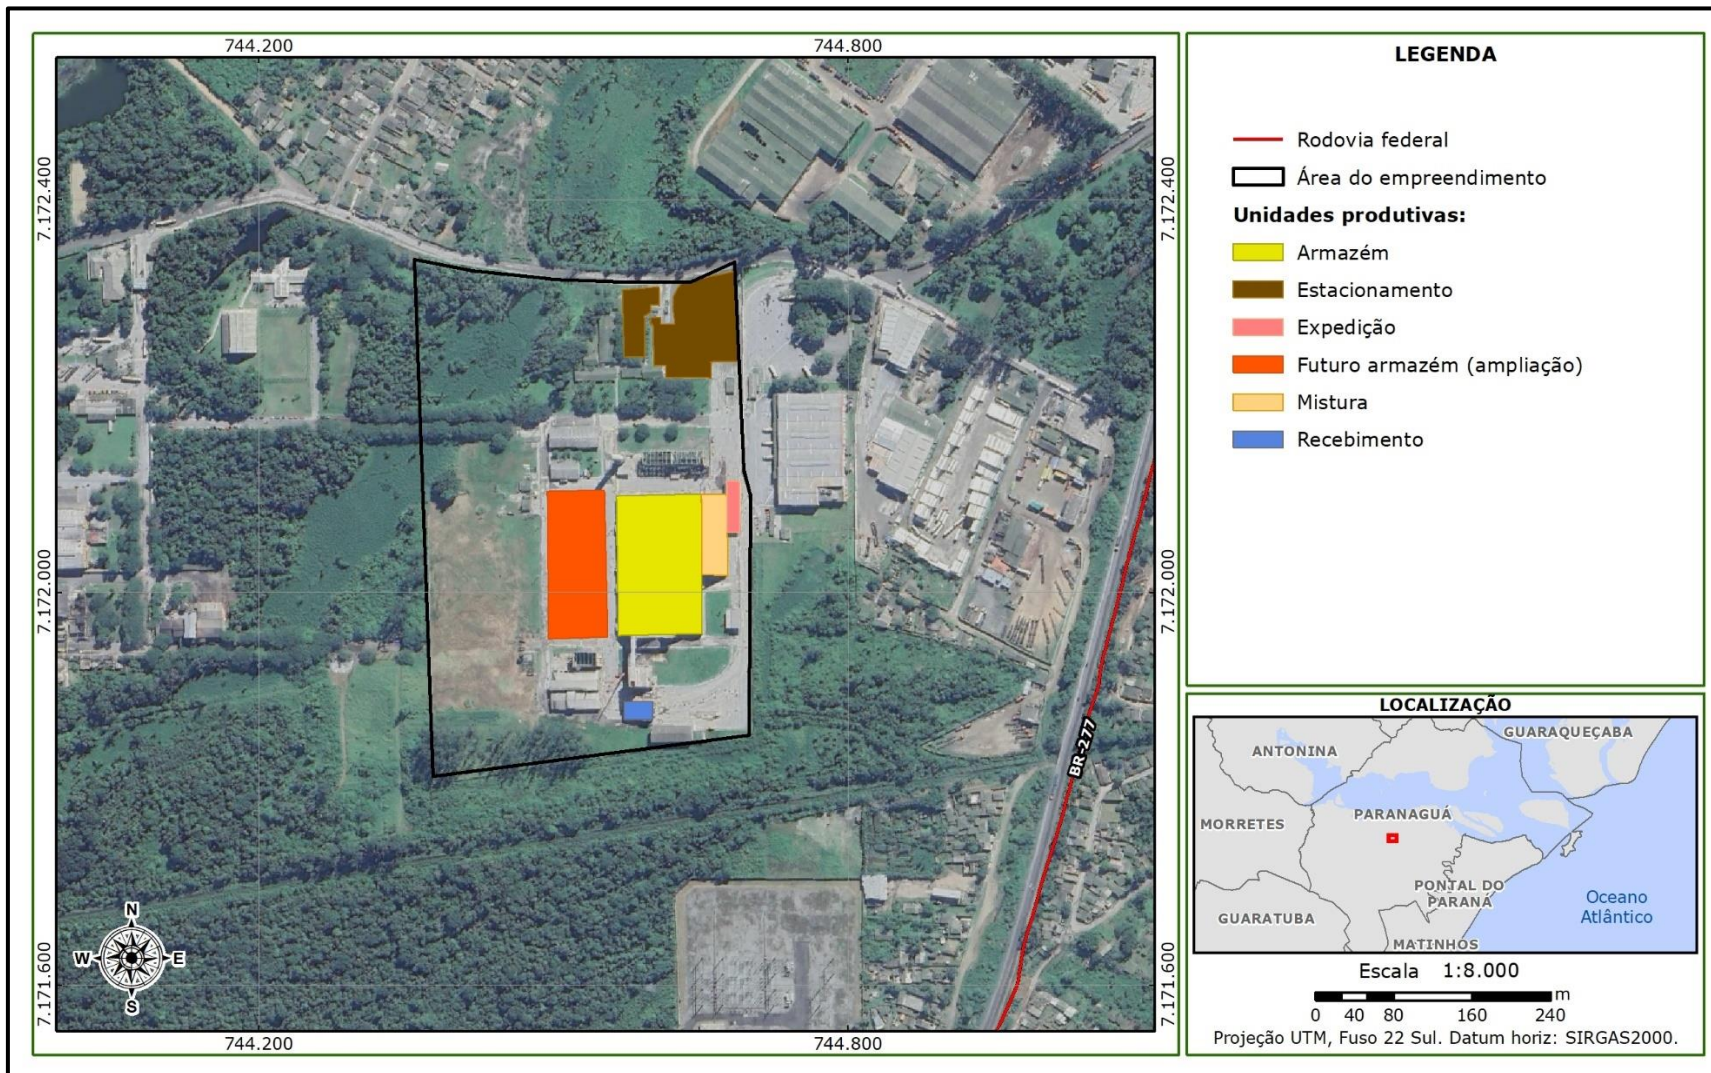 744.200
744.800
7.172.400
7.172.400
7.172.000
7.172.000
7.171.600
7.171.600
BR-277
N
W
E
S
744.200
744.800
LEGENDA
Rodovia federal
Área do empreendimento
Unidades produtivas:
Armazém
Estacionamento
Expedição
Futuro armazém (ampliação)
Mistura
Recebimento
LOCALIZAÇÃO
GUARAQUEÇABA
ANTONINA
PARANAGUÁ
MORRETES
PONTAL DO
PARANÁ
Oceano
Atlântico
GUARATUBA
MATINHOS
Escala 1:8.000
m
0 40 80 160 240
Projeção UTM, Fuso 22 Sul. Datum horiz: SIRGAS2000.